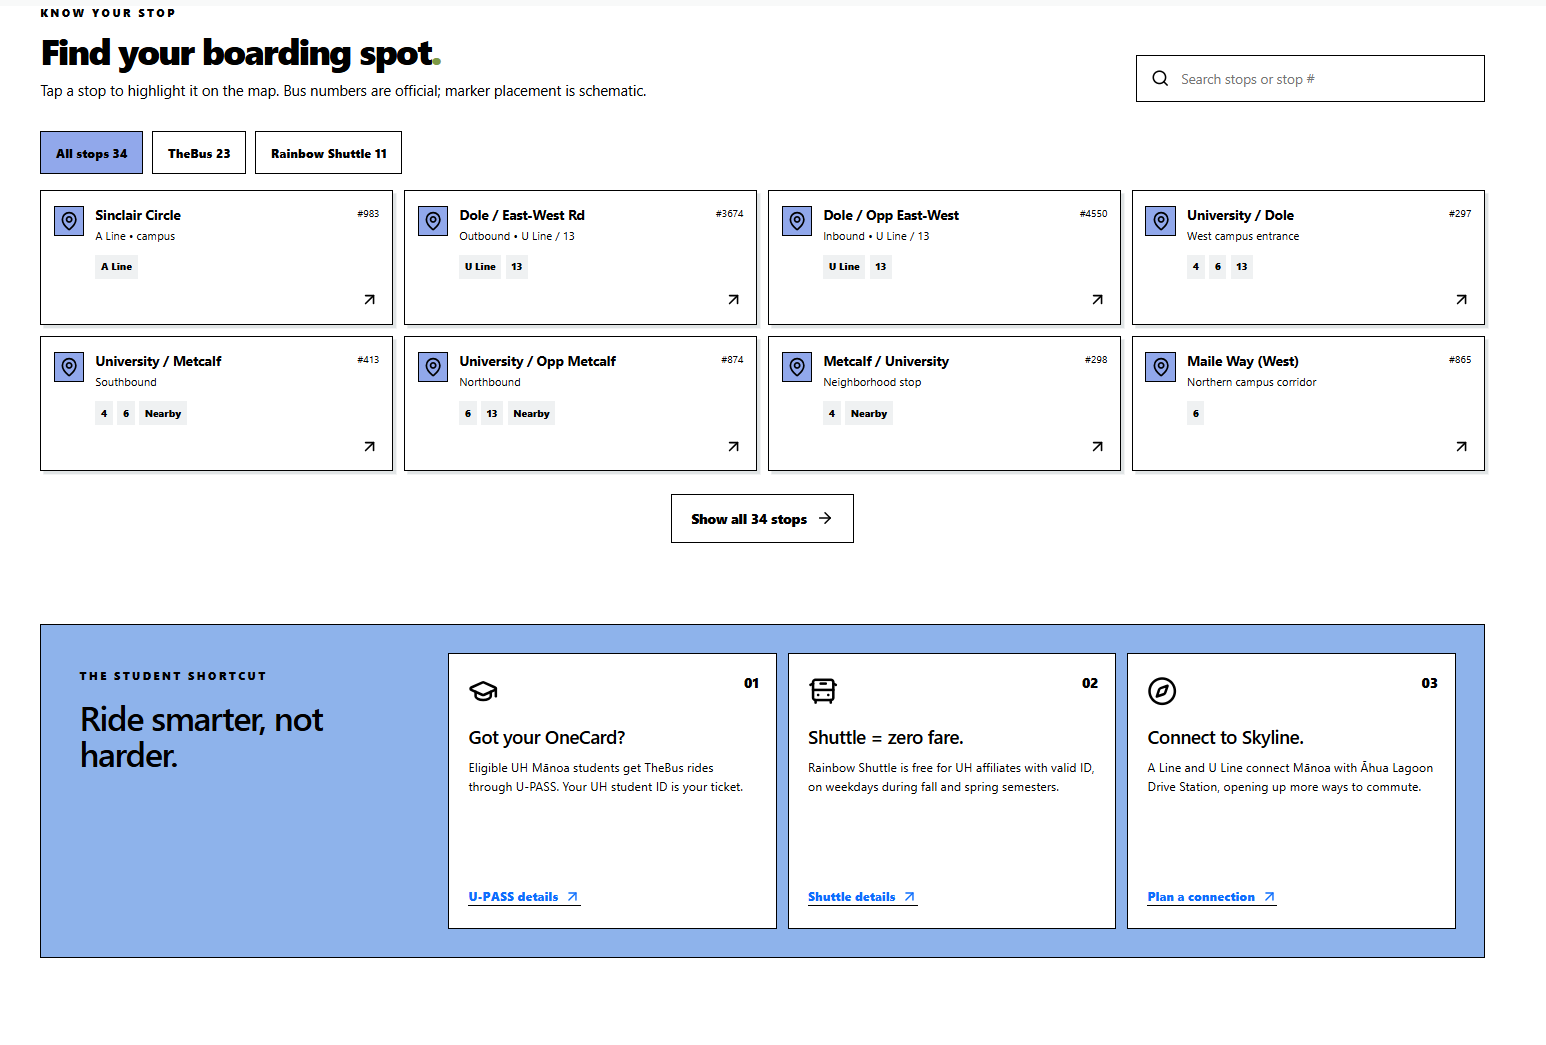 KNOW YOUR STOP
Find your boarding spot.
Tap a stop to highlight it on the map. Bus numbers are official; marker placement is schematic.
Search stops or stop #
All stops 34
TheBus 23
Rainbow Shuttle 11
Sinclair Circle
#983
A Line • campus
A Line
Dole / East-West Rd
#3674
Outbound • U Line / 13
U Line 13
Dole / Opp East-West
#4550
Inbound • U Line / 13
U Line 13
University / Dole
#297
West campus entrance
4 6 13
University / Metcalf
#413
Southbound
4 6 Nearby
University / Opp Metcalf
#874
Northbound
6 13 Nearby
Metcalf / University
#298
Neighborhood stop
4 Nearby
Maile Way (West)
#865
Northern campus corridor
6
Show all 34 stops
THE STUDENT SHORTCUT
Ride smarter, not
harder.
01
Got your OneCard?
Eligible UH Mānoa students get TheBus rides
through U-PASS. Your UH student ID is your ticket.
U-PASS details
02
Shuttle = zero fare.
Rainbow Shuttle is free for UH affiliates with valid ID,
on weekdays during fall and spring semesters.
Shuttle details
03
Connect to Skyline.
A Line and U Line connect Mānoa with Āhua Lagoon
Drive Station, opening up more ways to commute.
Plan a connection